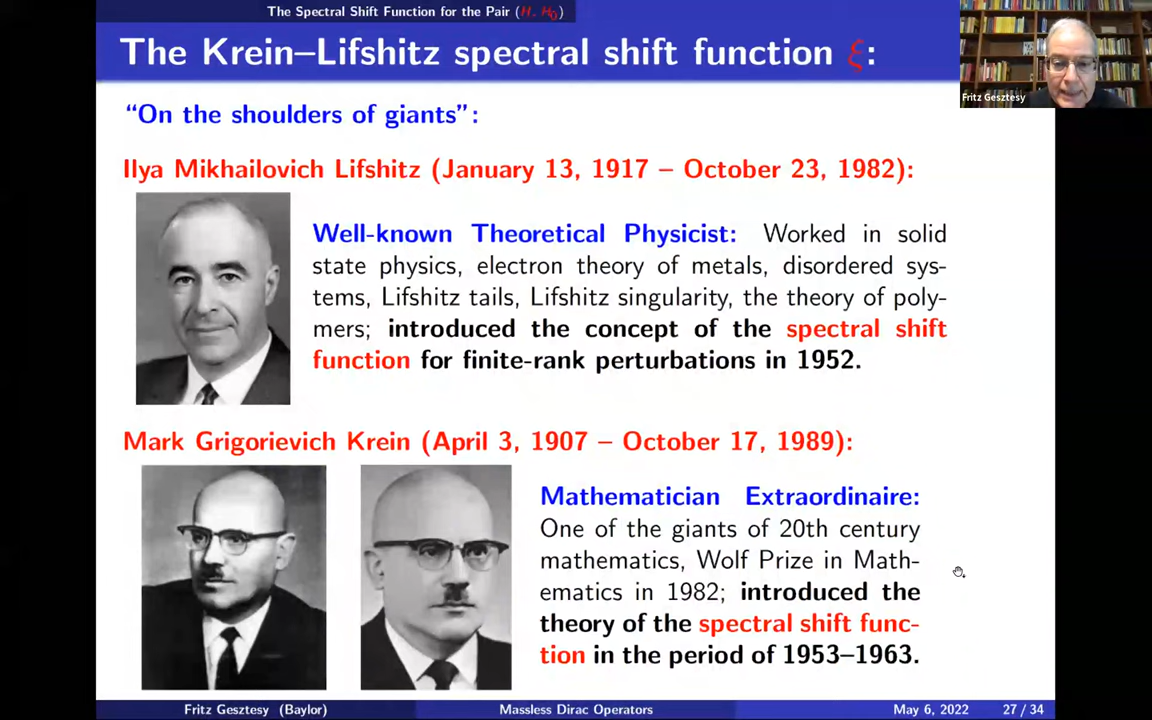 The Spectral Shift Function for the Pair (H, H₀)
The Krein–Lifshitz spectral shift function ξ:
Fritz Gesztesy
“On the shoulders of giants”:
Ilya Mikhailovich Lifshitz (January 13, 1917 – October 23, 1982):
Well-known Theoretical Physicist: Worked in solid
state physics, electron theory of metals, disordered sys-
tems, Lifshitz tails, Lifshitz singularity, the theory of poly-
mers; introduced the concept of the spectral shift
function for finite-rank perturbations in 1952.
Mark Grigorievich Krein (April 3, 1907 – October 17, 1989):
Mathematician Extraordinaire:
One of the giants of 20th century
mathematics, Wolf Prize in Math-
ematics in 1982; introduced the
theory of the spectral shift func-
tion in the period of 1953–1963.
Fritz Gesztesy (Baylor) Massless Dirac Operators May 6, 2022 27 / 34